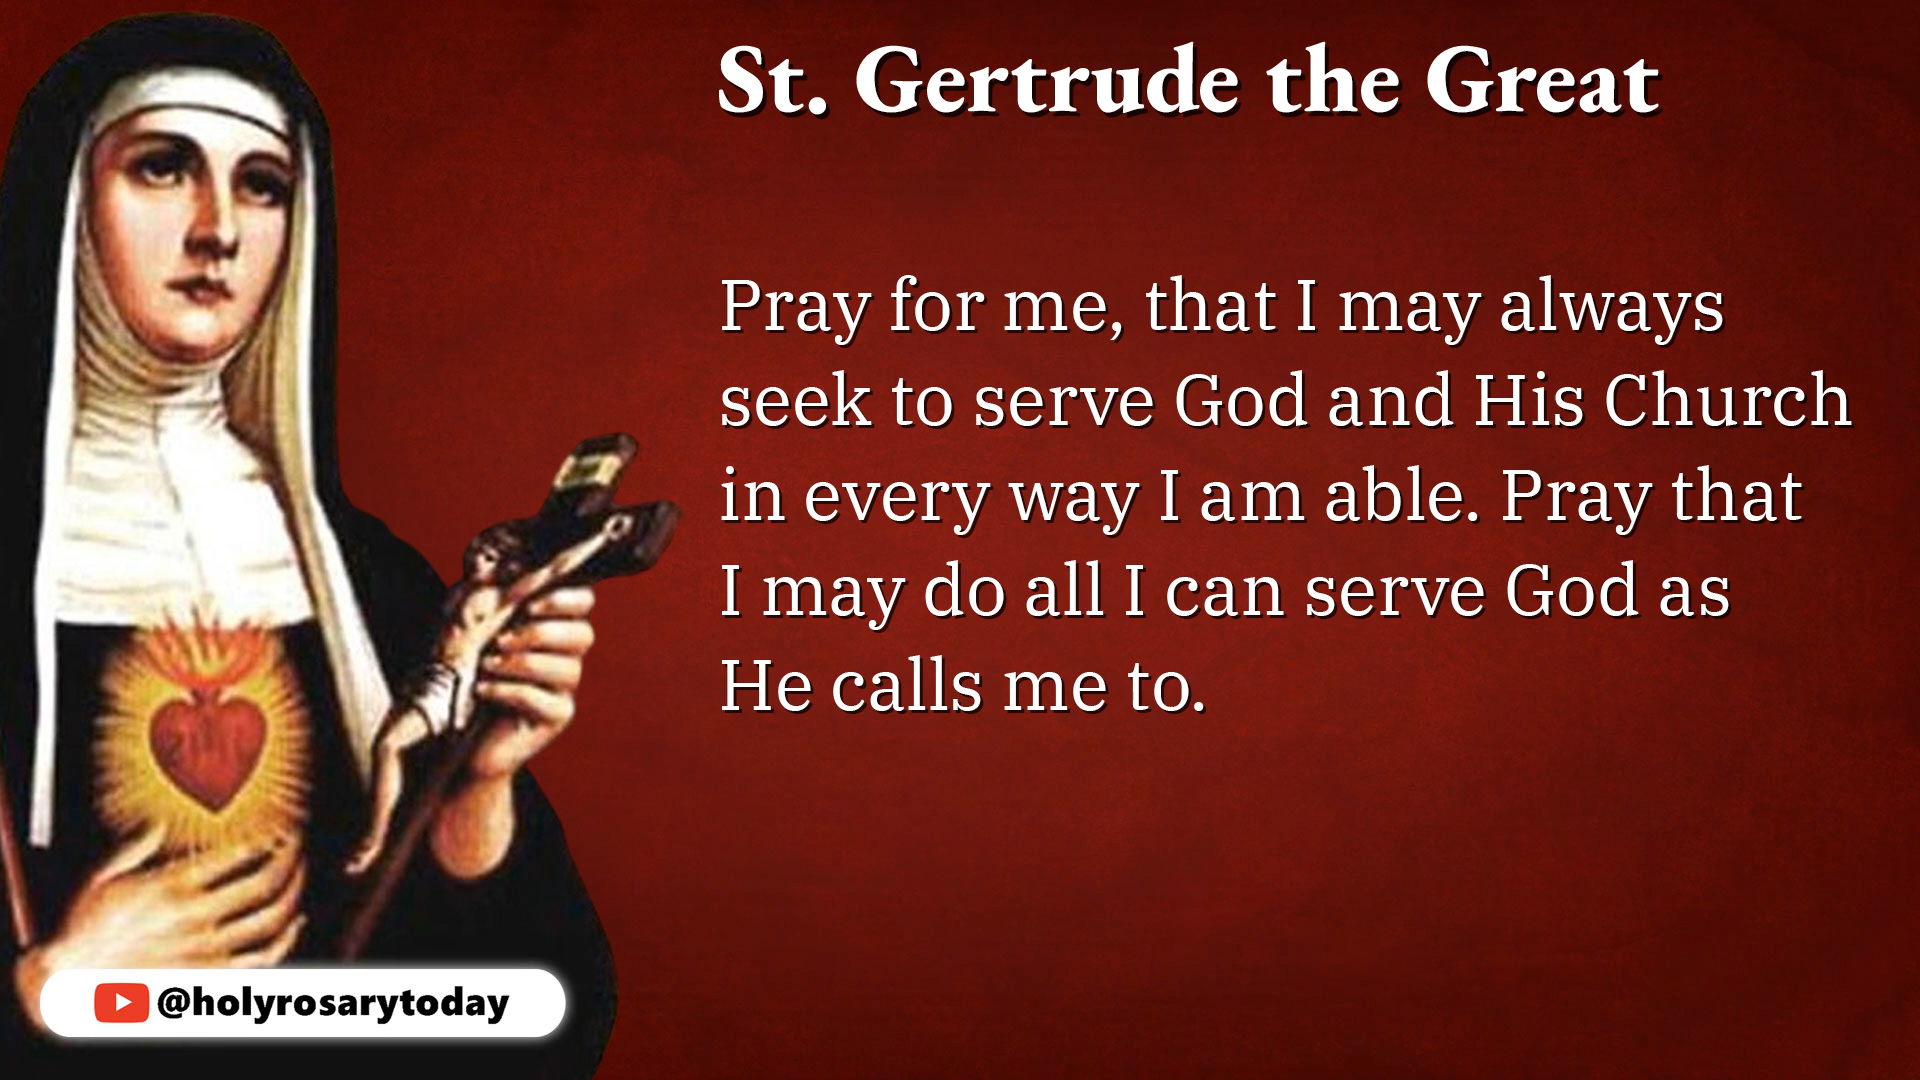 St. Gertrude the Great
Pray for me, that I may always
seek to serve God and His Church
in every way I am able. Pray that
I may do all I can serve God as
He calls me to.
@holyrosarytoday